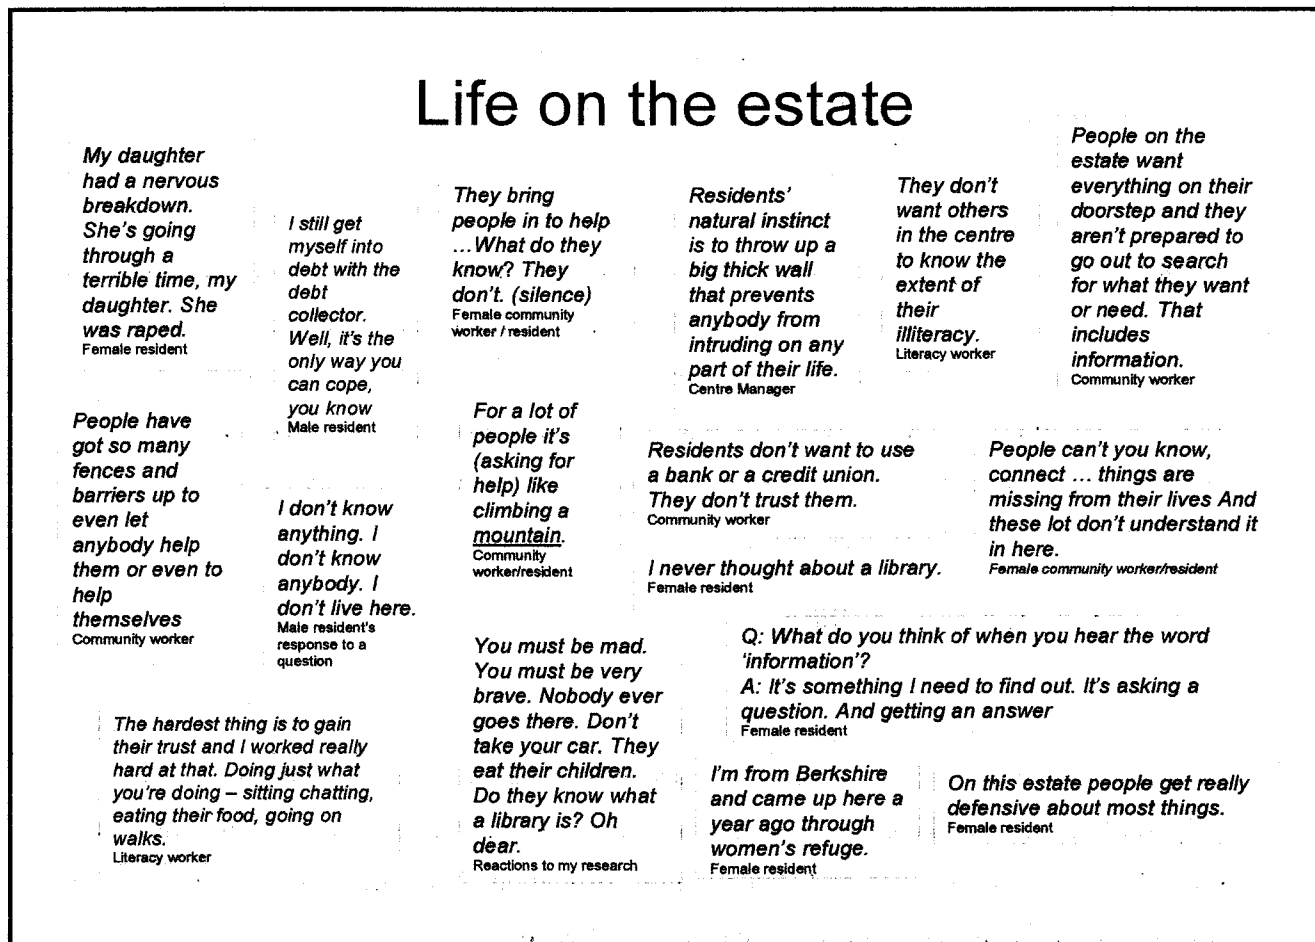 Life on the estate
My daughter
had a nervous
breakdown.
She's going
through a
terrible time, my
daughter. She
was raped.
Female resident
I still get
myself into
debt with the
debt
collector.
Well, it's the
only way you
can cope,
you know
Male resident
They bring
people in to help
…What do they
know? They
don't. (silence)
Female community
worker / resident
Residents'
natural instinct
is to throw up a
big thick wall
that prevents
anybody from
intruding on any
part of their life.
Centre Manager
They don't
want others
in the centre
to know the
extent of
their
illiteracy.
Literacy worker
People on the
estate want
everything on their
doorstep and they
aren't prepared to
go out to search
for what they want
or need. That
includes
information.
Community worker
People have
got so many
fences and
barriers up to
even let
anybody help
them or even to
help
themselves
Community worker
I don't know
anything. I
don't know
anybody. I
don't live here.
Male resident's
response to a
question
For a lot of
people it's
(asking for
help) like
climbing a
mountain.
Community
worker/resident
Residents don't want to use
a bank or a credit union.
They don't trust them.
Community worker
I never thought about a library.
Female resident
People can't you know,
connect … things are
missing from their lives And
these lot don't understand it
in here.
Female community worker/resident
The hardest thing is to gain
their trust and I worked really
hard at that. Doing just what
you're doing – sitting chatting,
eating their food, going on
walks.
Literacy worker
You must be mad.
You must be very
brave. Nobody ever
goes there. Don't
take your car. They
eat their children.
Do they know what
a library is? Oh
dear.
Reactions to my research
Q: What do you think of when you hear the word
'information'?
A: It's something I need to find out. It's asking a
question. And getting an answer
Female resident
I'm from Berkshire
and came up here a
year ago through
women's refuge.
Female resident
On this estate people get really
defensive about most things.
Female resident